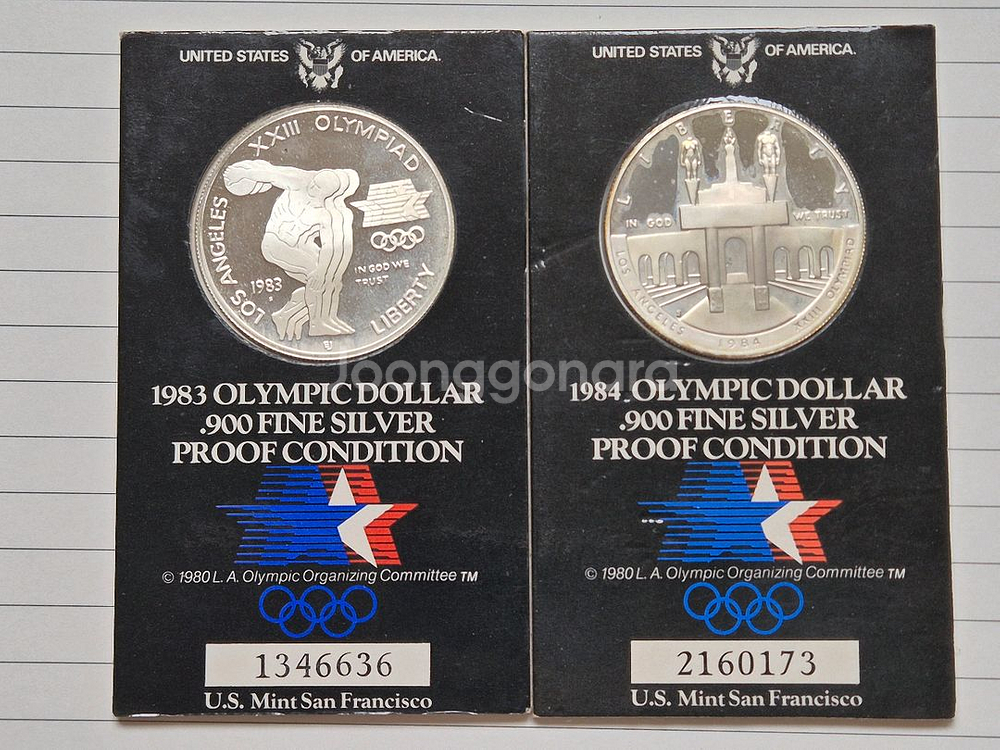 UNITED STATES OF AMERICA.
XXIII OLYMPIAD
LOS ANGELES
1983
S
IN GOD WE
TRUST
LIBERTY
EJ
1983 OLYMPIC DOLLAR
.900 FINE SILVER
PROOF CONDITION
© 1980 L. A. Olympic Organizing Committee TM
1346636
U.S. Mint San Francisco
UNITED STATES OF AMERICA.
LIBERTY
IN GOD WE TRUST
LOS ANGELES
XXIII OLYMPIAD
1984
1984 OLYMPIC DOLLAR
.900 FINE SILVER
PROOF CONDITION
© 1980 L. A. Olympic Organizing Committee TM
2160173
U.S. Mint San Francisco
Joonggongra